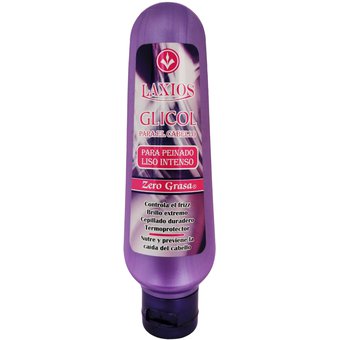 LAXIOS
GLICOL
PARA EL CABELLO
PARA PEINADO
LISO INTENSO
Zero Grasa®
Controla el frizz
Brillo extremo
Cepillado duradero
Termoprotector
Nutre y previene la
caída del cabello